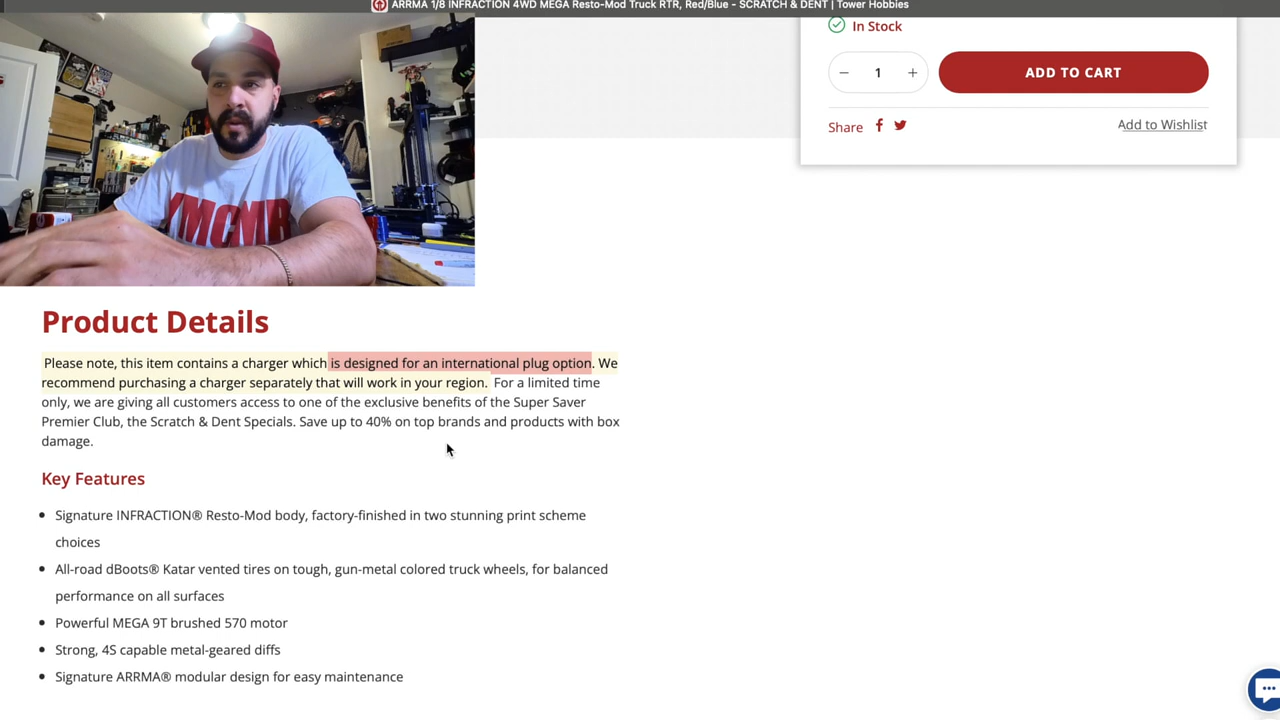 ARRMA 1/8 INFRACTION 4WD MEGA Resto-Mod Truck RTR, Red/Blue - SCRATCH & DENT | Tower Hobbies
In Stock
1
ADD TO CART
Share
Add to Wishlist
YMCMB
Product Details
Please note, this item contains a charger which is designed for an international plug option. We
recommend purchasing a charger separately that will work in your region. For a limited time
only, we are giving all customers access to one of the exclusive benefits of the Super Saver
Premier Club, the Scratch & Dent Specials. Save up to 40% on top brands and products with box
damage.
Key Features
Signature INFRACTION® Resto-Mod body, factory-finished in two stunning print scheme
choices
All-road dBoots® Katar vented tires on tough, gun-metal colored truck wheels, for balanced
performance on all surfaces
Powerful MEGA 9T brushed 570 motor
Strong, 4S capable metal-geared diffs
Signature ARRMA® modular design for easy maintenance